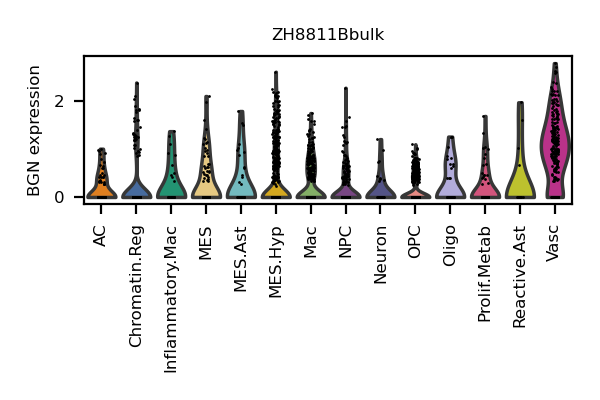 ZH8811Bbulk
BGN expression
2
0
AC
Chromatin.Reg
Inflammatory.Mac
MES
MES.Ast
MES.Hyp
Mac
NPC
Neuron
OPC
Oligo
Prolif.Metab
Reactive.Ast
Vasc